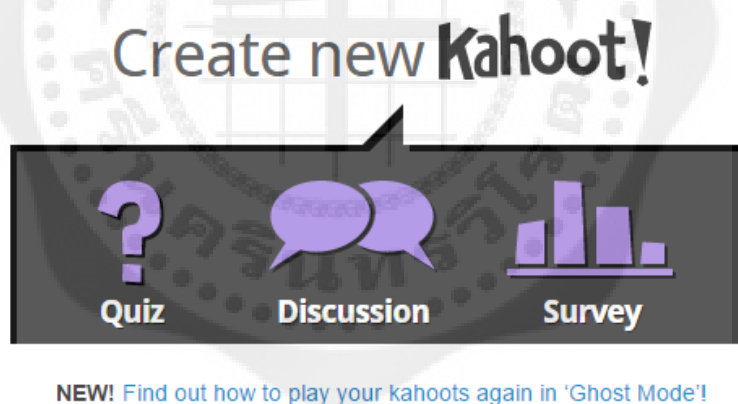 Create new Kahoot!
Quiz Discussion Survey
NEW! Find out how to play your kahoots again in ‘Ghost Mode’!